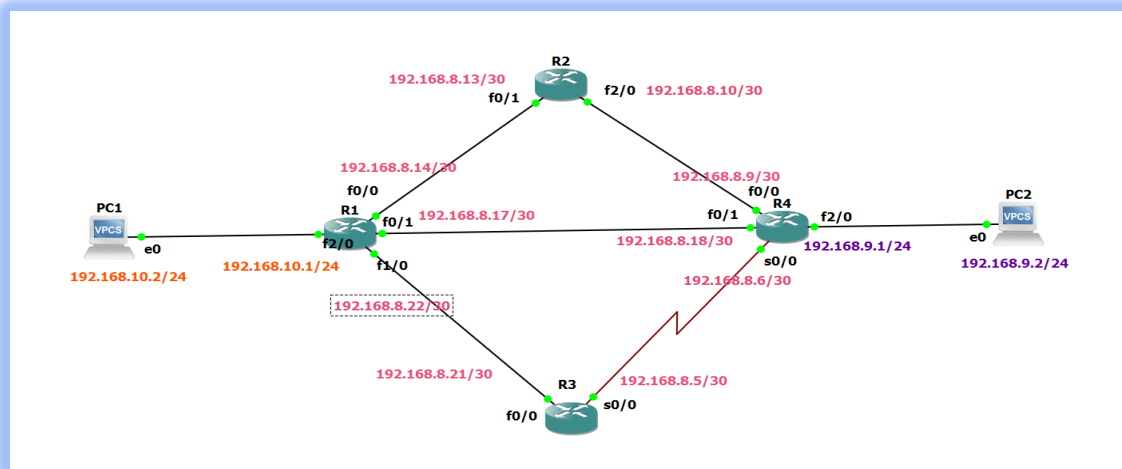 R2
192.168.8.13/30
f0/1
f2/0
192.168.8.10/30
192.168.8.14/30
f0/0
192.168.8.9/30
f0/0
PC1
VPCS
e0
192.168.10.2/24
R1
f0/1
192.168.8.17/30
f2/0
192.168.10.1/24
f1/0
f0/1
R4
f2/0
192.168.8.18/30
192.168.9.1/24
s0/0
192.168.8.6/30
PC2
VPCS
e0
192.168.9.2/24
192.168.8.22/30
192.168.8.21/30
R3
192.168.8.5/30
f0/0
s0/0